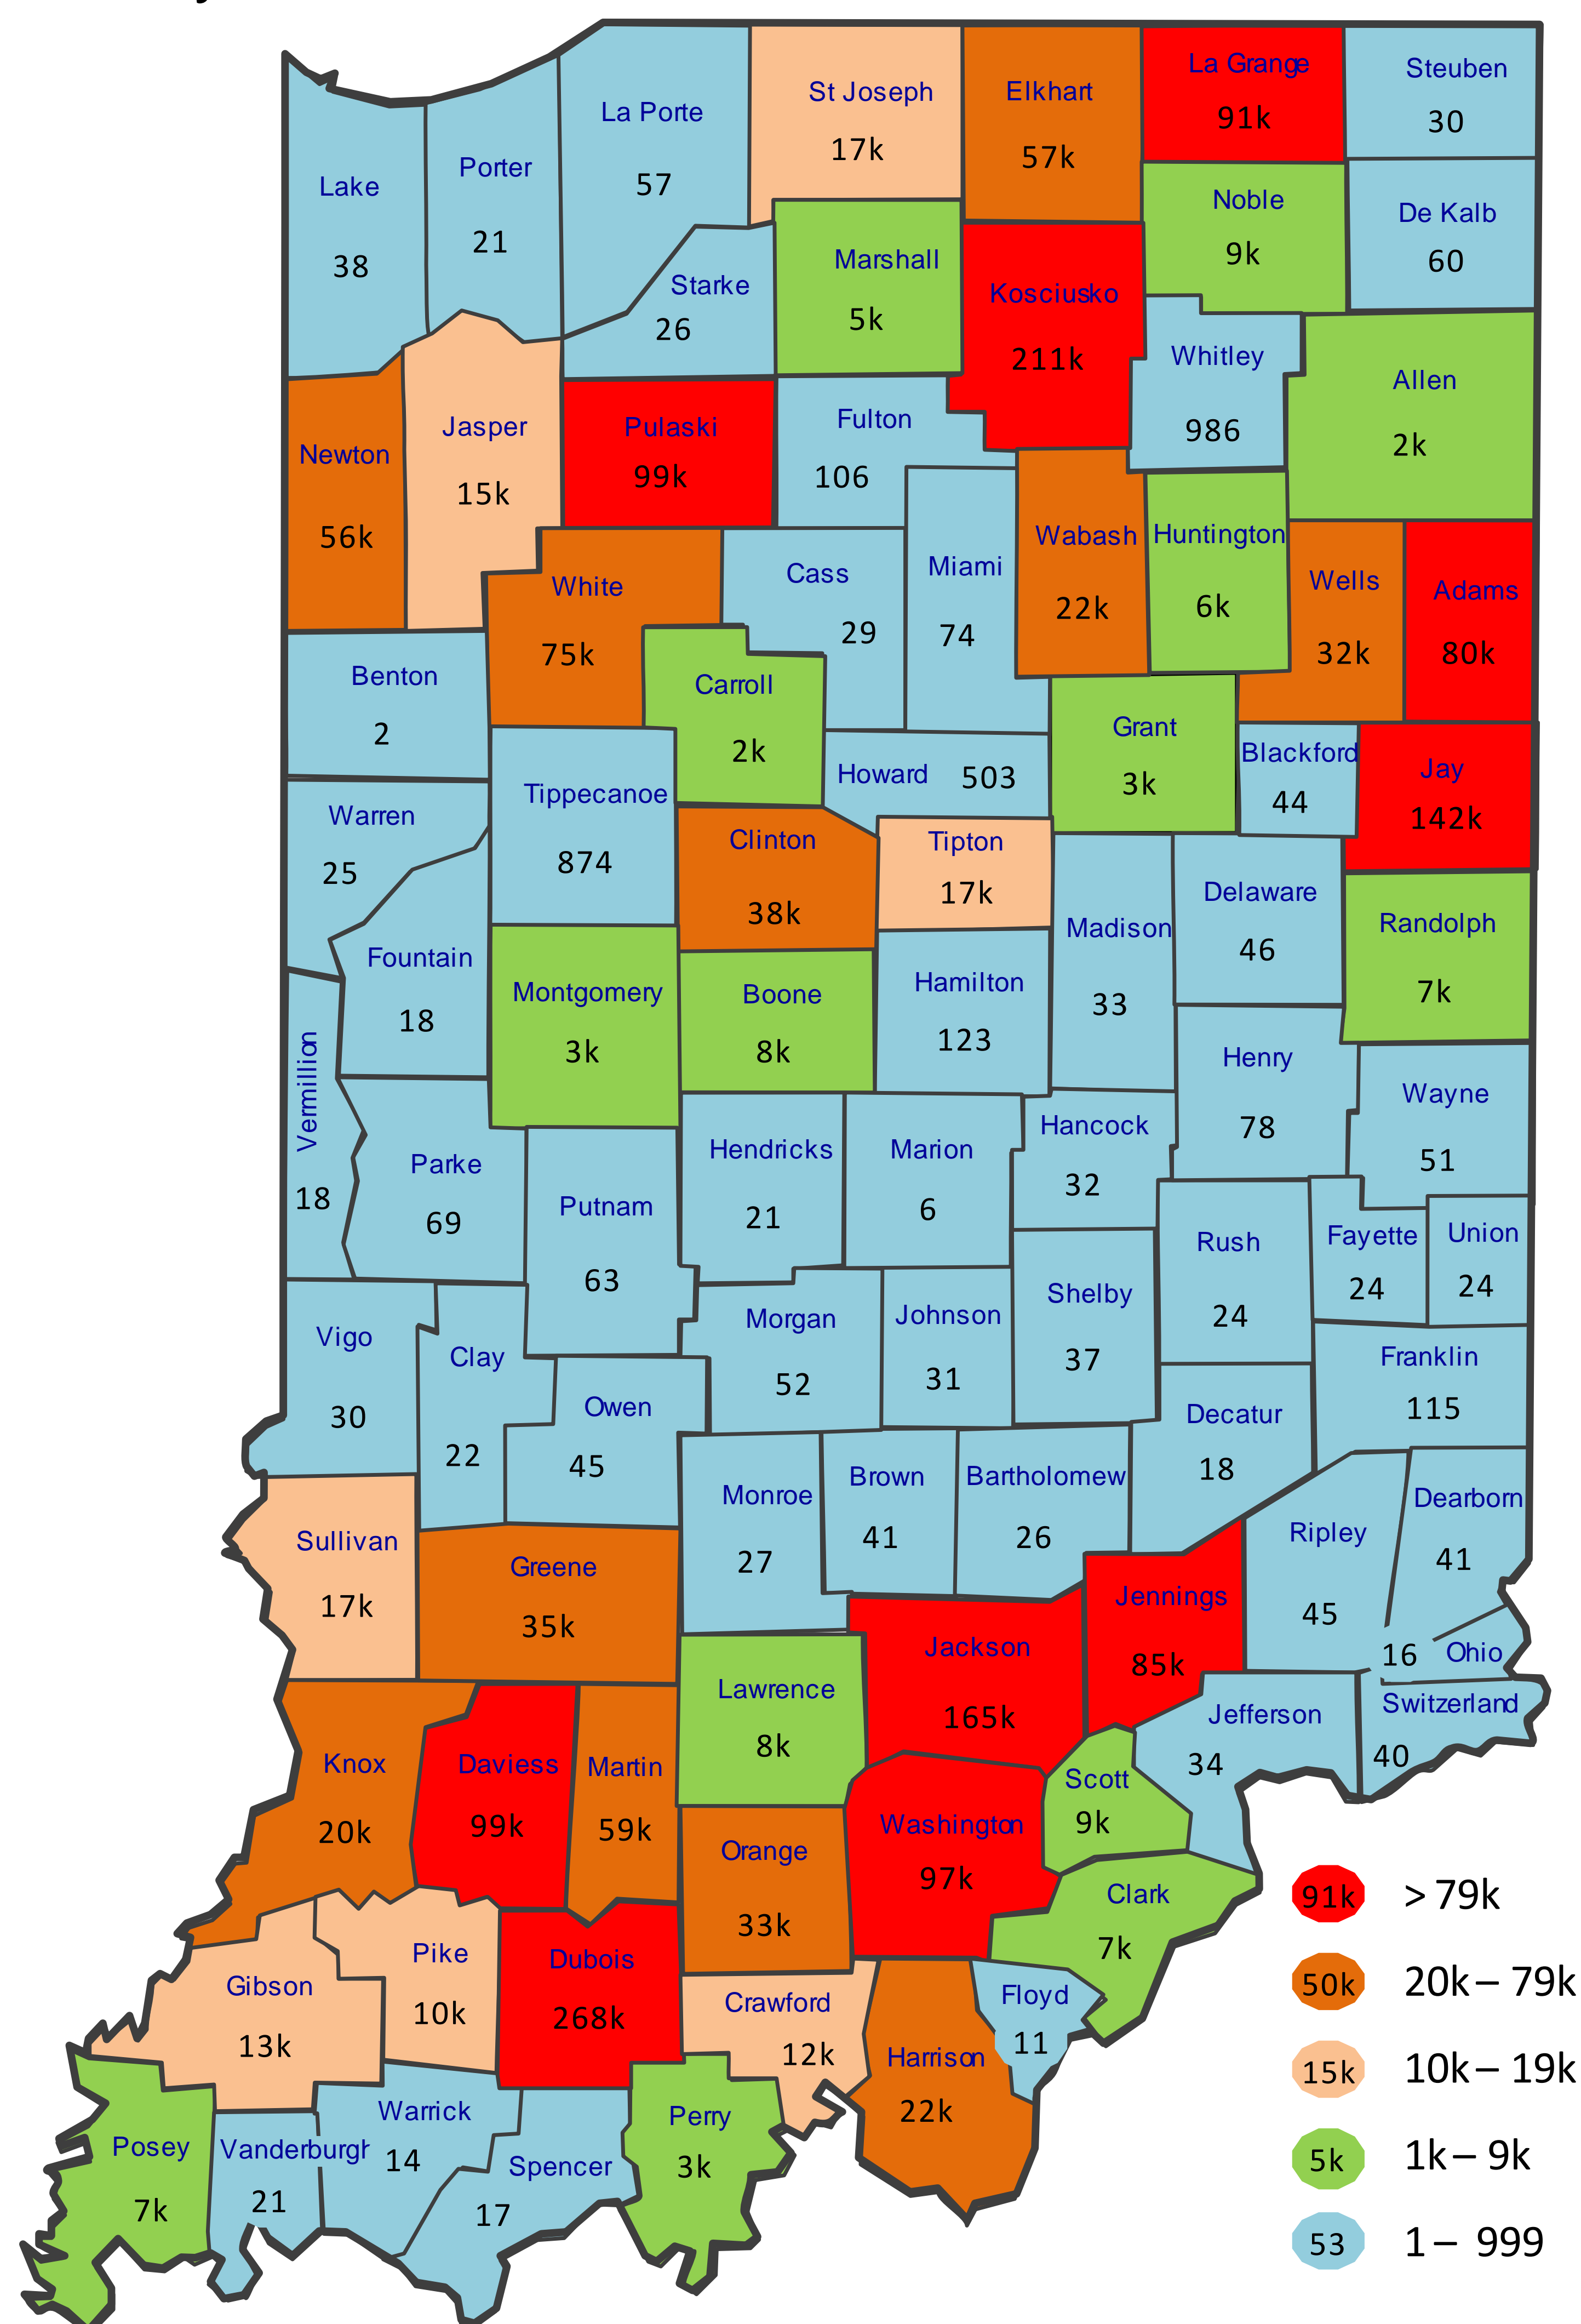 La Grange
91k
Steuben
30
St Joseph
17k
Elkhart
57k
La Porte
57
Porter
21
Lake
38
Noble
9k
De Kalb
60
Marshall
5k
Starke
26
Kosciusko
211k
Whitley
986
Allen
2k
Newton
56k
Jasper
15k
Pulaski
99k
Fulton
106
White
75k
Cass
29
Miami
74
Wabash
22k
Huntington
6k
Wells
32k
Adams
80k
Benton
2
Carroll
2k
Grant
3k
Blackford
44
Jay
142k
Warren
25
Tippecanoe
874
Howard 503
Clinton
38k
Tipton
17k
Madison
33
Delaware
46
Randolph
7k
Fountain
18
Montgomery
3k
Boone
8k
Hamilton
123
Henry
78
Wayne
51
Vermillion
18
Parke
69
Putnam
63
Hendricks
21
Marion
6
Hancock
32
Rush
24
Fayette
24
Union
24
Vigo
30
Clay
22
Owen
45
Morgan
52
Johnson
31
Shelby
37
Decatur
18
Franklin
115
Sullivan
17k
Greene
35k
Monroe
27
Brown
41
Bartholomew
26
Jennings
85k
Ripley
45
Dearborn
41
16 Ohio
Switzerland
40
Knox
20k
Daviess
99k
Martin
59k
Lawrence
8k
Jackson
165k
Jefferson
34
Scott
9k
Orange
33k
Washington
97k
Clark
7k
Gibson
13k
Pike
10k
Dubois
268k
Crawford
12k
Harrison
22k
Floyd
11
Posey
7k
Vanderburgh
21
Warrick
14
Spencer
17
Perry
3k
91k > 79k
50k 20k – 79k
15k 10k – 19k
5k 1k – 9k
53 1 – 999